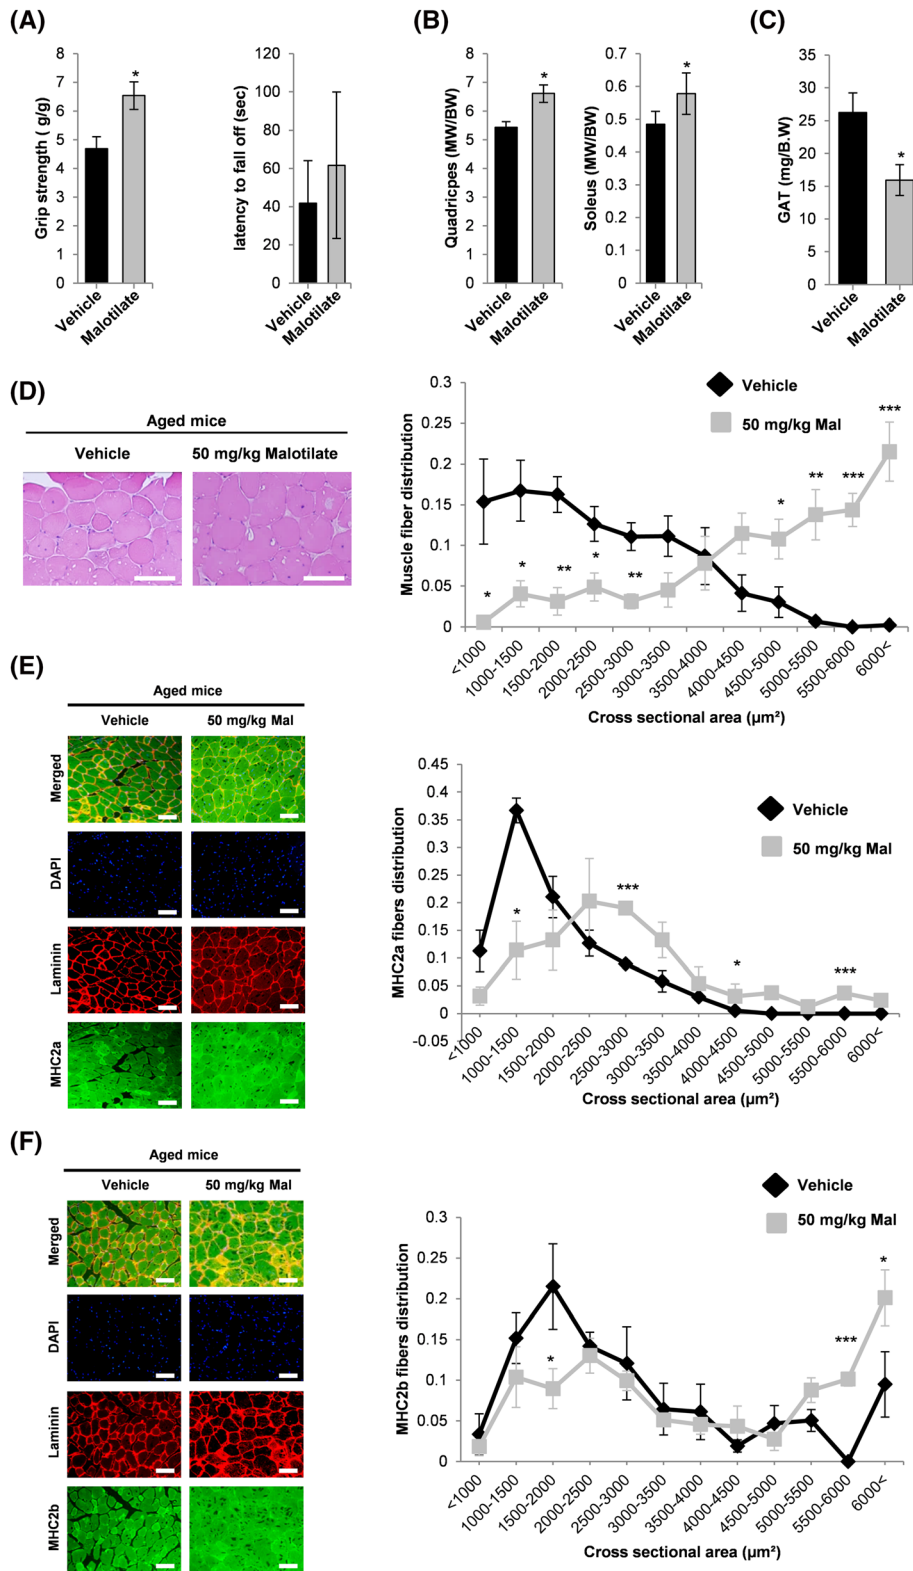 (A)
(B)
(C)
Grip strength ( g/g)
8
7
6
5
4
3
2
1
0
*
Vehicle
Malotilate
latency to fall off (sec)
120
100
80
60
40
20
0
Vehicle
Malotilate
Quadricpes (MW/BW)
8
7
6
5
4
3
2
1
0
*
Vehicle
Malotilate
Soleus (MW/BW)
0.7
0.6
0.5
0.4
0.3
0.2
0.1
0
*
Vehicle
Malotilate
GAT (mg/B.W)
35
30
25
20
15
10
5
0
*
Vehicle
Malotilate
(D)
Aged mice
Vehicle
50 mg/kg Malotilate
Muscle fiber distribution
0.3
0.25
0.2
0.15
0.1
0.05
0
Vehicle
50 mg/kg Mal
* * ** * ** * ** *** ***
<1000
1000-1500
1500-2000
2000-2500
2500-3000
3000-3500
3500-4000
4000-4500
4500-5000
5000-5500
5500-6000
6000<
Cross sectional area (µm²)
(E)
Aged mice
Vehicle
50 mg/kg Mal
Merged
DAPI
Laminin
MHC2a
MHC2a fibers distribution
0.45
0.4
0.35
0.3
0.25
0.2
0.15
0.1
0.05
0
-0.05
Vehicle
50 mg/kg Mal
* *** * ***
<1000
1000-1500
1500-2000
2000-2500
2500-3000
3000-3500
3500-4000
4000-4500
4500-5000
5000-5500
5500-6000
6000<
Cross sectional area (µm²)
(F)
Aged mice
Vehicle
50 mg/kg Mal
Merged
DAPI
Laminin
MHC2b
MHC2b fibers distribution
0.3
0.25
0.2
0.15
0.1
0.05
0
Vehicle
50 mg/kg Mal
* *** *
<1000
1000-1500
1500-2000
2000-2500
2500-3000
3000-3500
3500-4000
4000-4500
4500-5000
5000-5500
5500-6000
6000<
Cross sectional area (µm²)